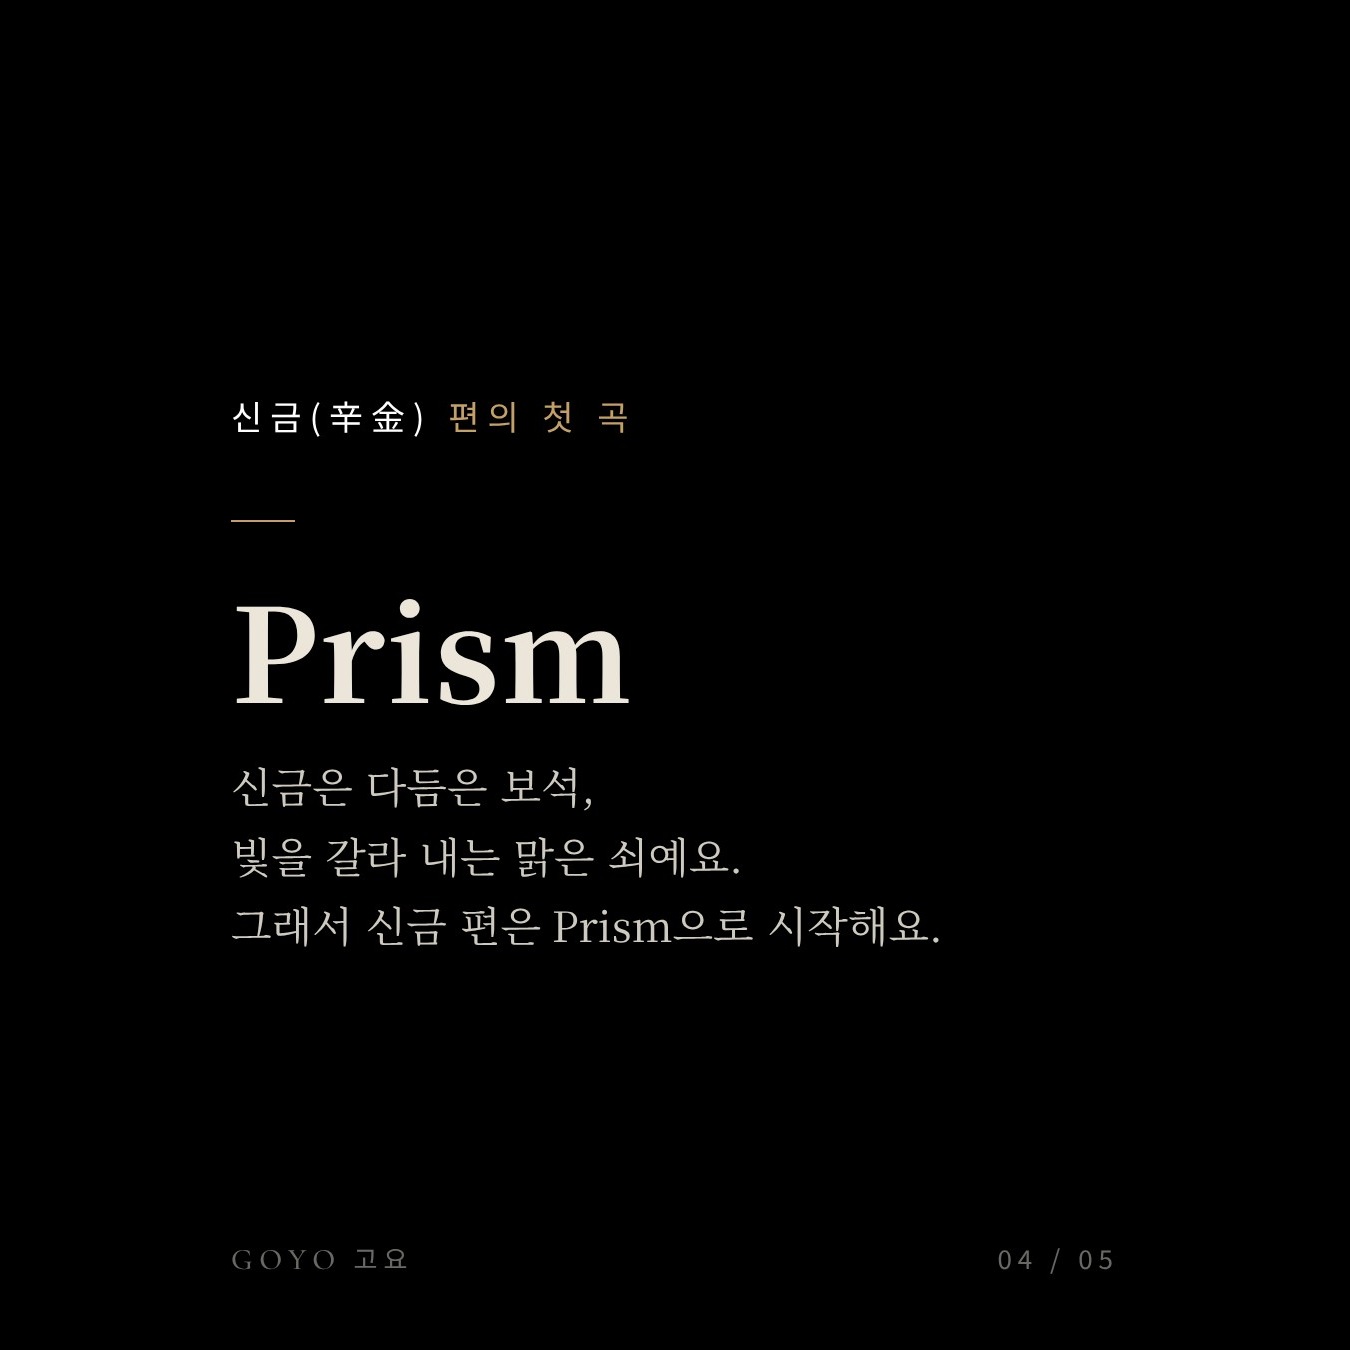 신금(辛金) 편의 첫 곡
Prism
신금은 다듬은 보석,
빛을 갈라 내는 맑은 쇠예요.
그래서 신금 편은 Prism으로 시작해요.
GOYO 고요
04 / 05